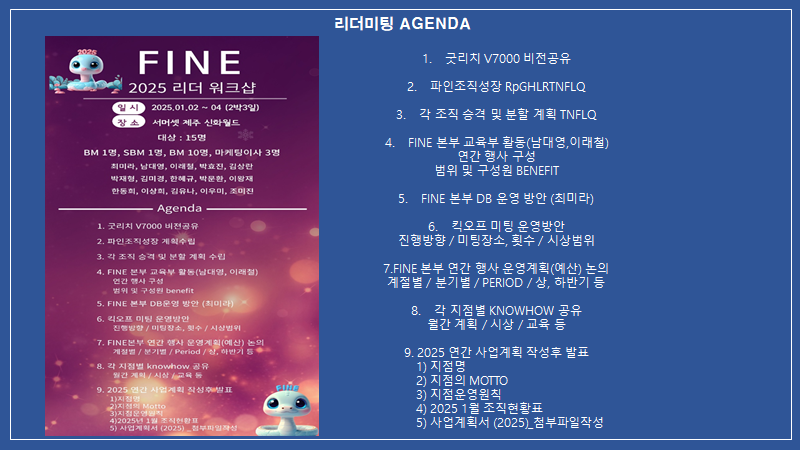 리더미팅 AGENDA
2025
FINE
2025 리더 워크샵
일 시 2025.01.02 ~ 04 (2박3일)
장 소 서머셋 제주 신화월드
대상 : 15명
BM 1명, SBM 1명, BM 10명, 마케팅이사 3명
최미라, 남대영, 이래철, 박효진, 김상란
박재형, 김미경, 한혜규, 박문환, 이왕재
한동희, 이상희, 김유나, 이우미, 조미진
Agenda
1. 굿리치 V7000 비전공유
2. 파인조직성장 계획수립
3. 각 조직 승격 및 분할 계획 수립
4. FINE 본부 교육부 활동(남대영, 이래철)
연간 행사 구성
범위 및 구성원 benefit
5. FINE 본부 DB운영 방안 (최미라)
6. 킥오프 미팅 운영방안
진행방향 / 미팅장소, 횟수 / 시상범위
7. FINE본부 연간 행사 운영계획(예산) 논의
계절별 / 분기별 / Period / 상, 하반기 등
8. 각 지점별 knowhow 공유
월간 계획 / 시상 / 교육 등
9. 2025 연간 사업계획 작성후 발표
1)지점명
2)지점의 Motto
3)지점운영원칙
4)2025년 1월 조직현황표
5) 사업계획서 (2025) _첨부파일작성
FINE
1. 굿리치 V7000 비전공유
2. 파인조직성장 RpGHLRTNFLQ
3. 각 조직 승격 및 분할 계획 TNFLQ
4. FINE 본부 교육부 활동(남대영,이래철)
연간 행사 구성
범위 및 구성원 BENEFIT
5. FINE 본부 DB 운영 방안 (최미라)
6. 킥오프 미팅 운영방안
진행방향 / 미팅장소, 횟수 / 시상범위
7.FINE 본부 연간 행사 운영계획(예산) 논의
계절별 / 분기별 / PERIOD / 상, 하반기 등
8. 각 지점별 KNOWHOW 공유
월간 계획 / 시상 / 교육 등
9. 2025 연간 사업계획 작성후 발표
1) 지점명
2) 지점의 MOTTO
3) 지점운영원칙
4) 2025 1월 조직현황표
5) 사업계획서 (2025)_첨부파일작성